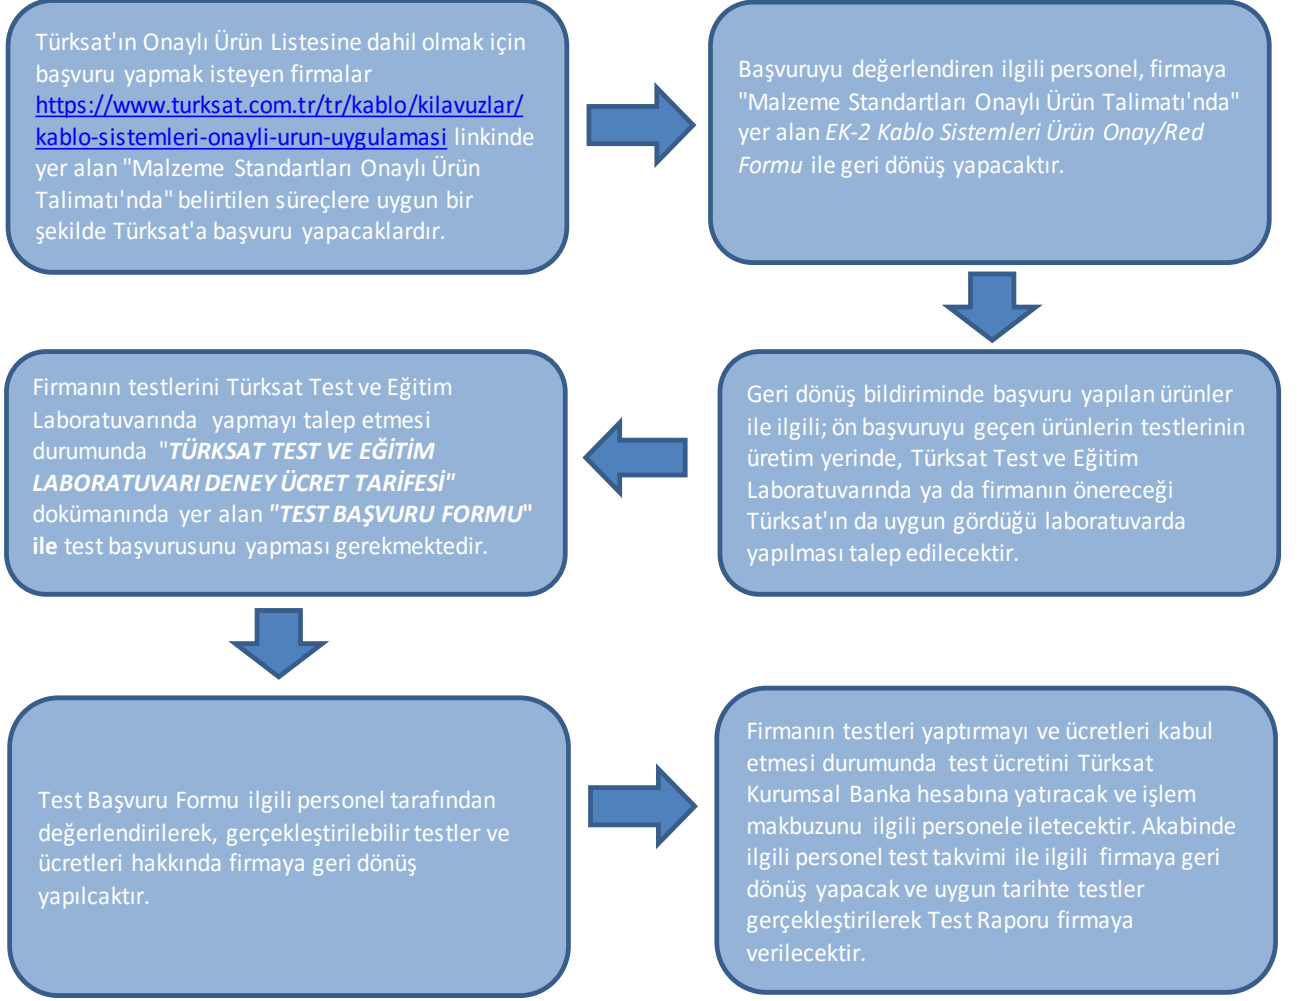 Türksat'ın Onaylı Ürün Listesine dahil olmak için
başvuru yapmak isteyen firmalar
https://www.turksat.com.tr/tr/kablo/kilavuzlar/
kablo-sistemleri-onayli-urun-uygulamasi linkinde
yer alan "Malzeme Standartları Onaylı Ürün
Talimatı'nda" belirtilen süreçlere uygun bir
şekilde Türksat'a başvuru yapacaklardır.
Başvuruyu değerlendiren ilgili personel, firmaya
"Malzeme Standartları Onaylı Ürün Talimatı'nda"
yer alan EK-2 Kablo Sistemleri Ürün Onay/Red
Formu ile geri dönüş yapacaktır.
Geri dönüş bildiriminde başvuru yapılan ürünler
ile ilgili; ön başvuruyu geçen ürünlerin testlerinin
üretim yerinde, Türksat Test ve Eğitim
Laboratuvarında ya da firmanın önereceği
Türksat'ın da uygun gördüğü laboratuvarda
yapılması talep edilecektir.
Firmanın testlerini Türksat Test ve Eğitim
Laboratuvarında yapmayı talep etmesi
durumunda "TÜRKSAT TEST VE EĞİTİM
LABORATUVARI DENEY ÜCRET TARİFESİ"
dokümanında yer alan "TEST BAŞVURU FORMU"
ile test başvurusunu yapması gerekmektedir.
Test Başvuru Formu ilgili personel tarafından
değerlendirilerek, gerçekleştirilebilir testler ve
ücretleri hakkında firmaya geri dönüş
yapılcaktır.
Firmanın testleri yaptırmayı ve ücretleri kabul
etmesi durumunda test ücretini Türksat
Kurumsal Banka hesabına yatıracak ve işlem
makbuzunu ilgili personele iletecektir. Akabinde
ilgili personel test takvimi ile ilgili firmaya geri
dönüş yapacak ve uygun tarihte testler
gerçekleştirilerek Test Raporu firmaya
verilecektir.